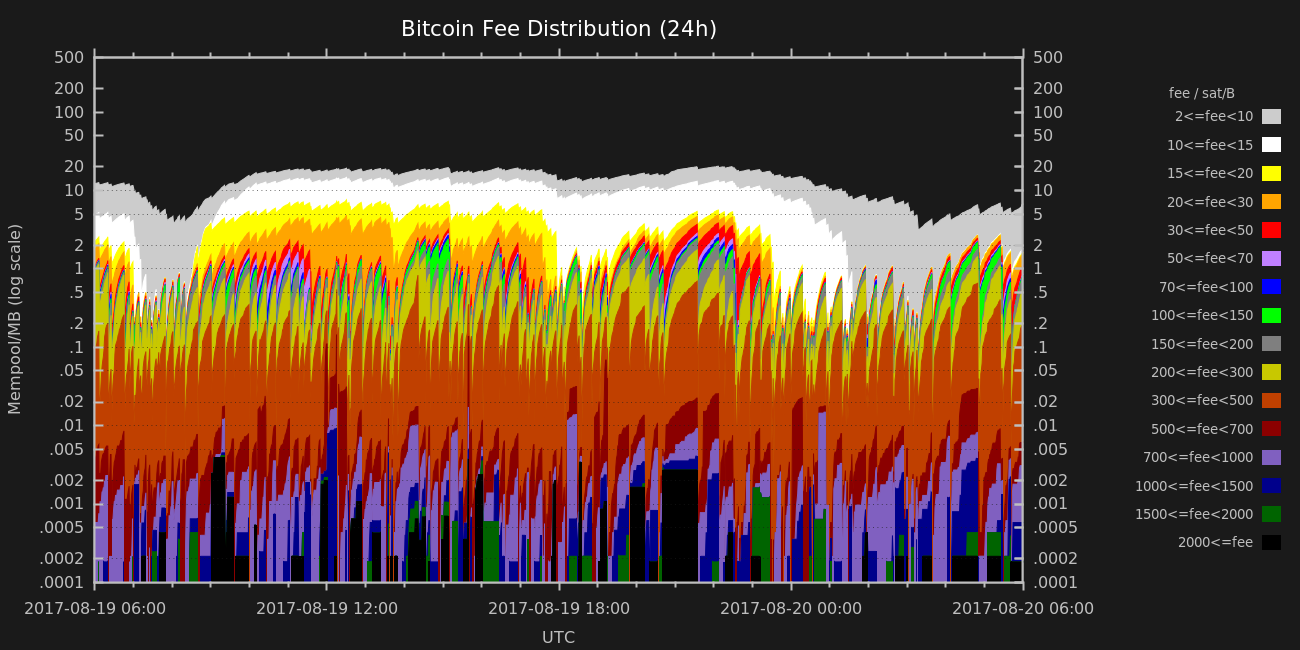 Bitcoin Fee Distribution (24h)
500
200
100
50
20
10
5
2
1
.5
.2
.1
.05
.02
.01
.005
.002
.001
.0005
.0002
.0001
Mempool/MB (log scale)
500
200
100
50
20
10
5
2
1
.5
.2
.1
.05
.02
.01
.005
.002
.001
.0005
.0002
.0001
2017-08-19 06:00 2017-08-19 12:00 2017-08-19 18:00 2017-08-20 00:00 2017-08-20 06:00
UTC
fee / sat/B
2<=fee<10
10<=fee<15
15<=fee<20
20<=fee<30
30<=fee<50
50<=fee<70
70<=fee<100
100<=fee<150
150<=fee<200
200<=fee<300
300<=fee<500
500<=fee<700
700<=fee<1000
1000<=fee<1500
1500<=fee<2000
2000<=fee